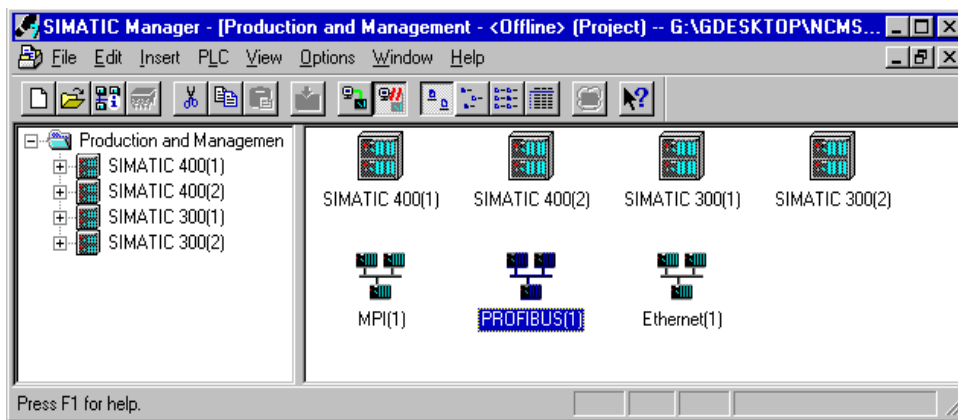 SIMATIC Manager - [Production and Management - <Offline> (Project) -- G:\GDESKTOP\NCMS...
File Edit Insert PLC View Options Window Help
Production and Managemen
SIMATIC 400(1)
SIMATIC 400(2)
SIMATIC 300(1)
SIMATIC 300(2)
SIMATIC 400(1) SIMATIC 400(2) SIMATIC 300(1) SIMATIC 300(2)
MPI(1) PROFIBUS(1) Ethernet(1)
Press F1 for help.